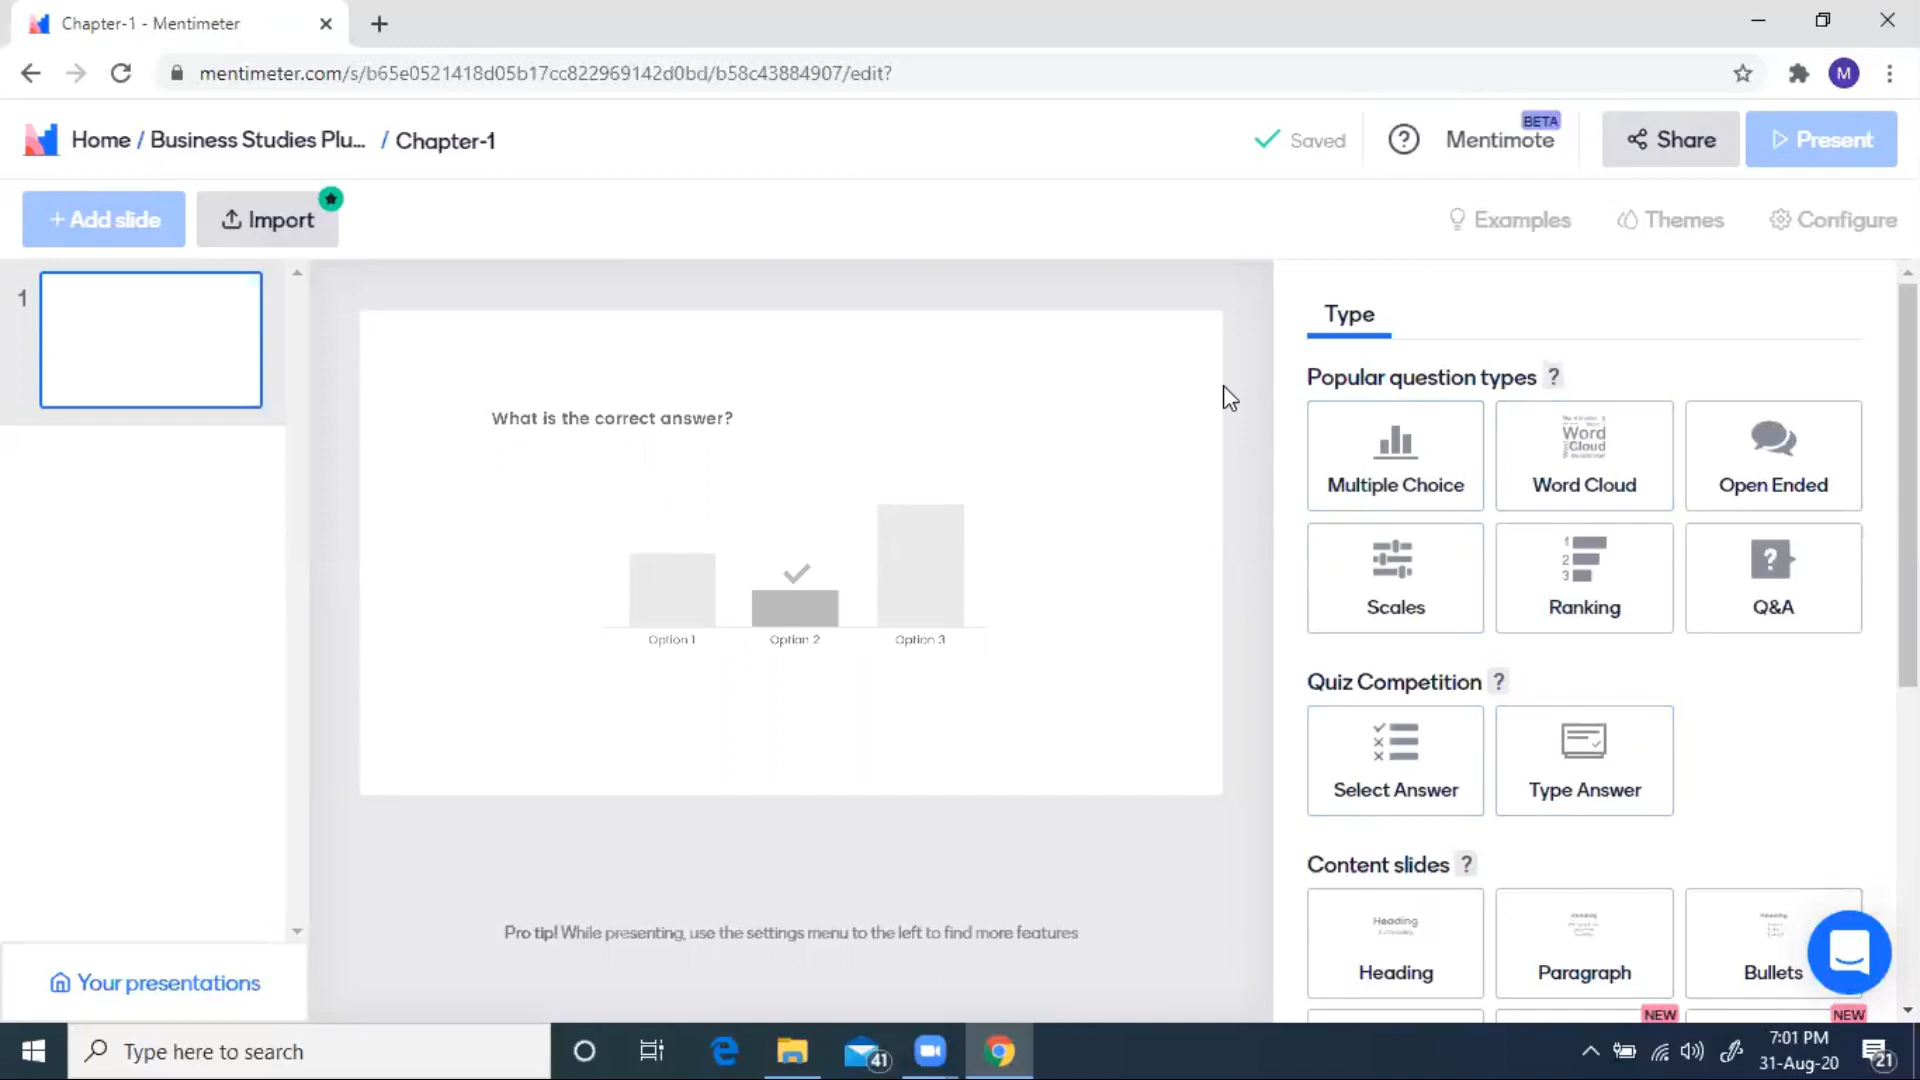 Chapter-1 - Mentimeter
mentimeter.com/s/b65e0521418d05b17cc822969142d0bd/b58c43884907/edit?
M
Home / Business Studies Plu... / Chapter-1
Saved
? Mentimote
BETA
Share
Present
+ Add slide
Import
Examples
Themes
Configure
1
What is the correct answer?
Option 1
Option 2
Option 3
Pro tip! While presenting, use the settings menu to the left to find more features
Your presentations
Type
Popular question types ?
Word
Cloud
Multiple Choice
Word Cloud
Open Ended
1
2
3
?
Scales
Ranking
Q&A
Quiz Competition ?
Select Answer
Type Answer
Content slides ?
Heading
Heading
Paragraph
Bullets
NEW
NEW
Type here to search
41
7:01 PM
31-Aug-20
21